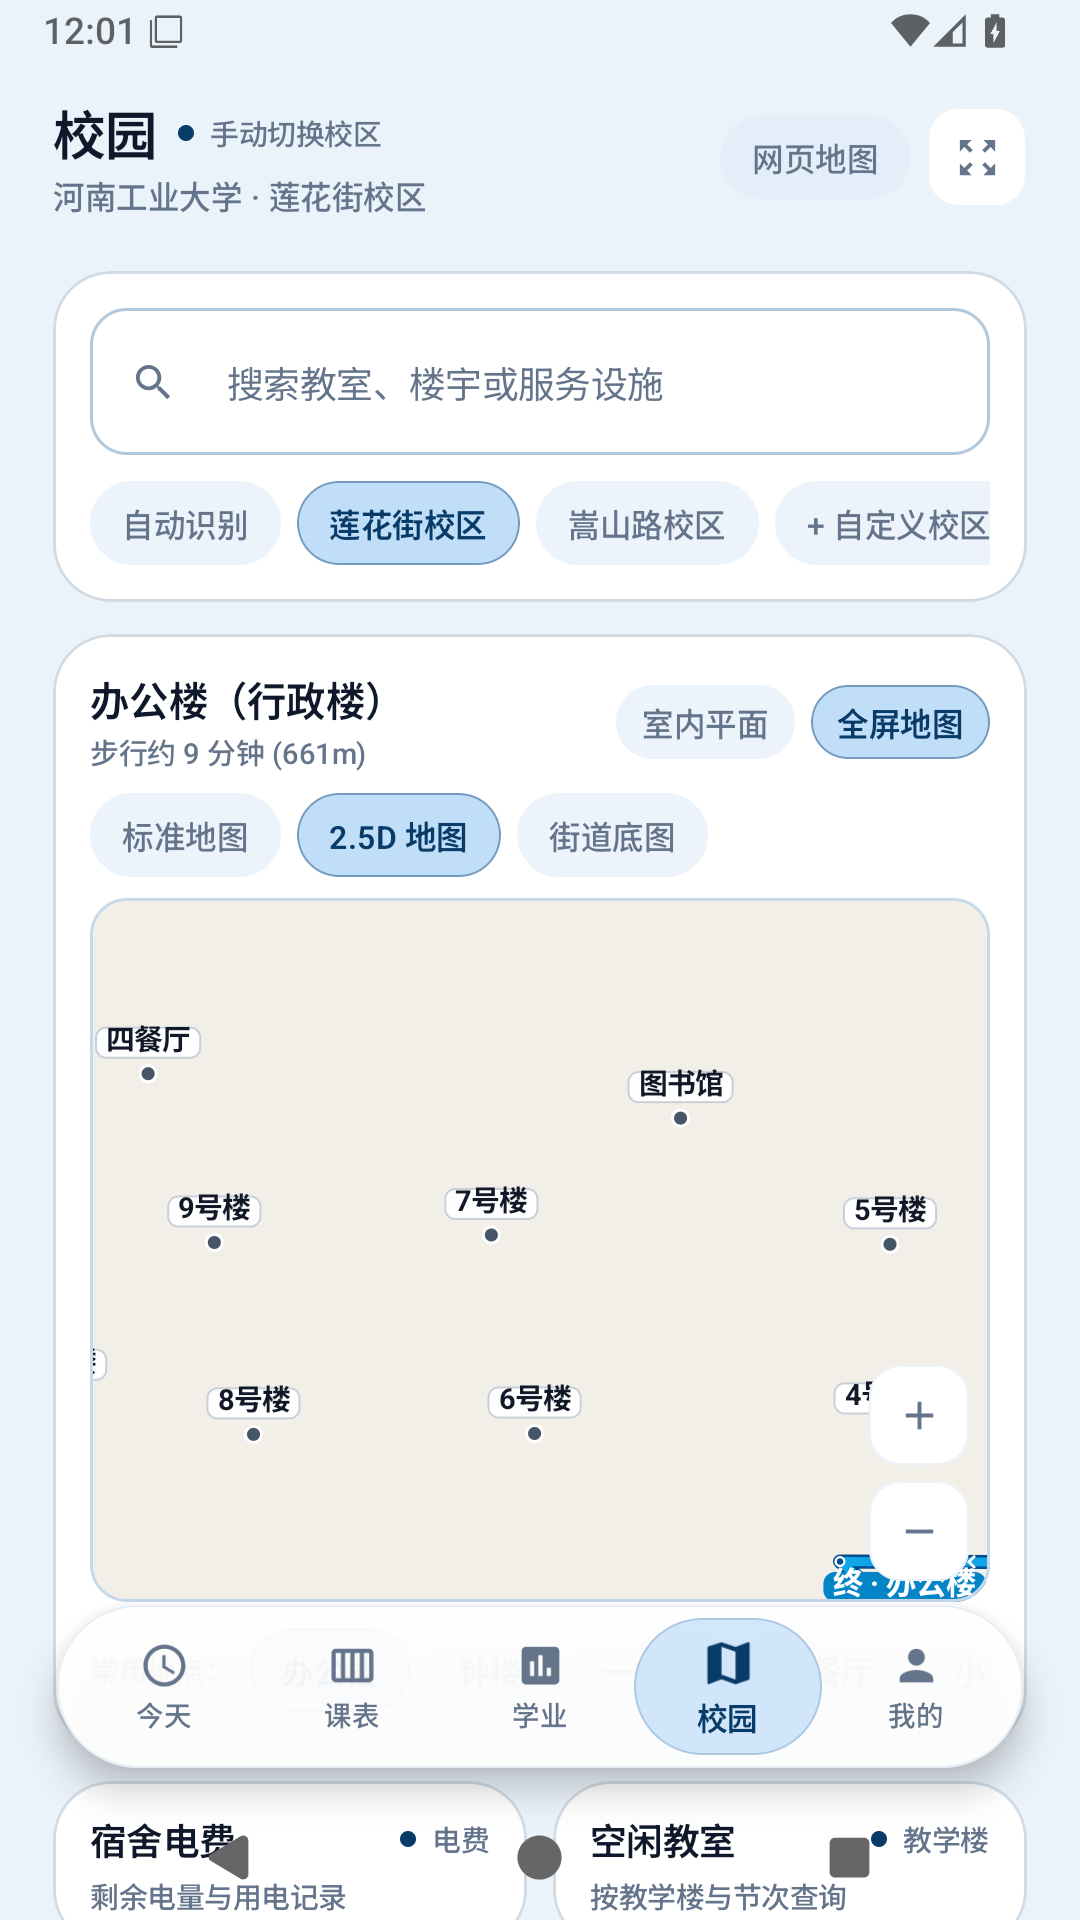 12:01
校园
手动切换校区
河南工业大学 · 莲花街校区
网页地图
搜索教室、楼宇或服务设施
自动识别
莲花街校区
嵩山路校区
+ 自定义校区
办公楼（行政楼）
步行约 9 分钟 (661m)
室内平面
全屏地图
标准地图
2.5D 地图
街道底图
四餐厅
图书馆
9号楼
7号楼
5号楼
8号楼
6号楼
终 · 办公楼
今天
课表
学业
校园
我的
宿舍电费
电费
剩余电量与用电记录
空闲教室
教学楼
按教学楼与节次查询